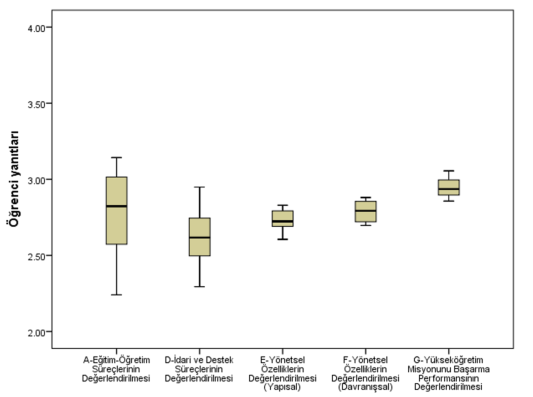 4.00
3.50
3.00
2.50
2.00
Öğrenci yanıtları
A-Eğitim-Öğretim
Süreçlerinin
Değerlendirilmesi
D-İdari ve Destek
Süreçlerinin
Değerlendirilmesi
E-Yönetsel
Özelliklerin
Değerlendirilmesi
(Yapısal)
F-Yönetsel
Özelliklerin
Değerlendirilmesi
(Davranışsal)
G-Yükseköğretim
Misyonunu Başarma
Performansının
Değerlendirilmesi